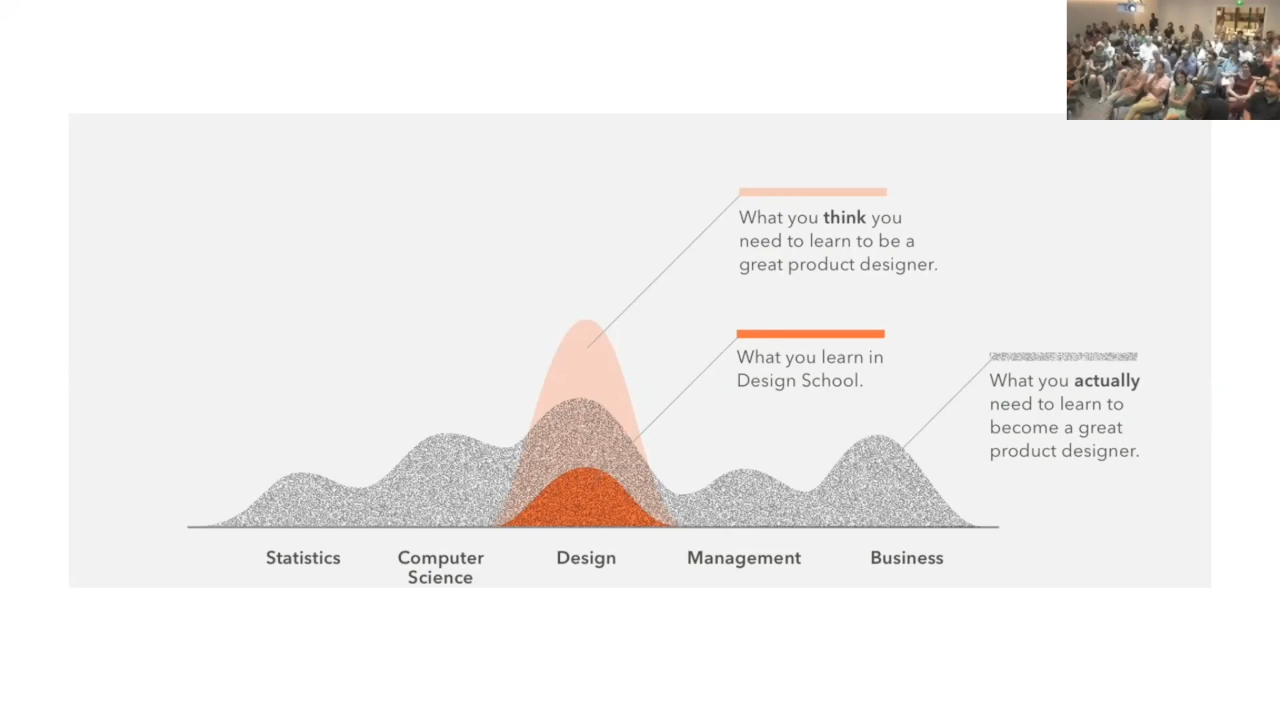 What you think you
need to learn to be a
great product designer.
What you learn in
Design School.
What you actually
need to learn to
become a great
product designer.
Statistics
Computer
Science
Design
Management
Business